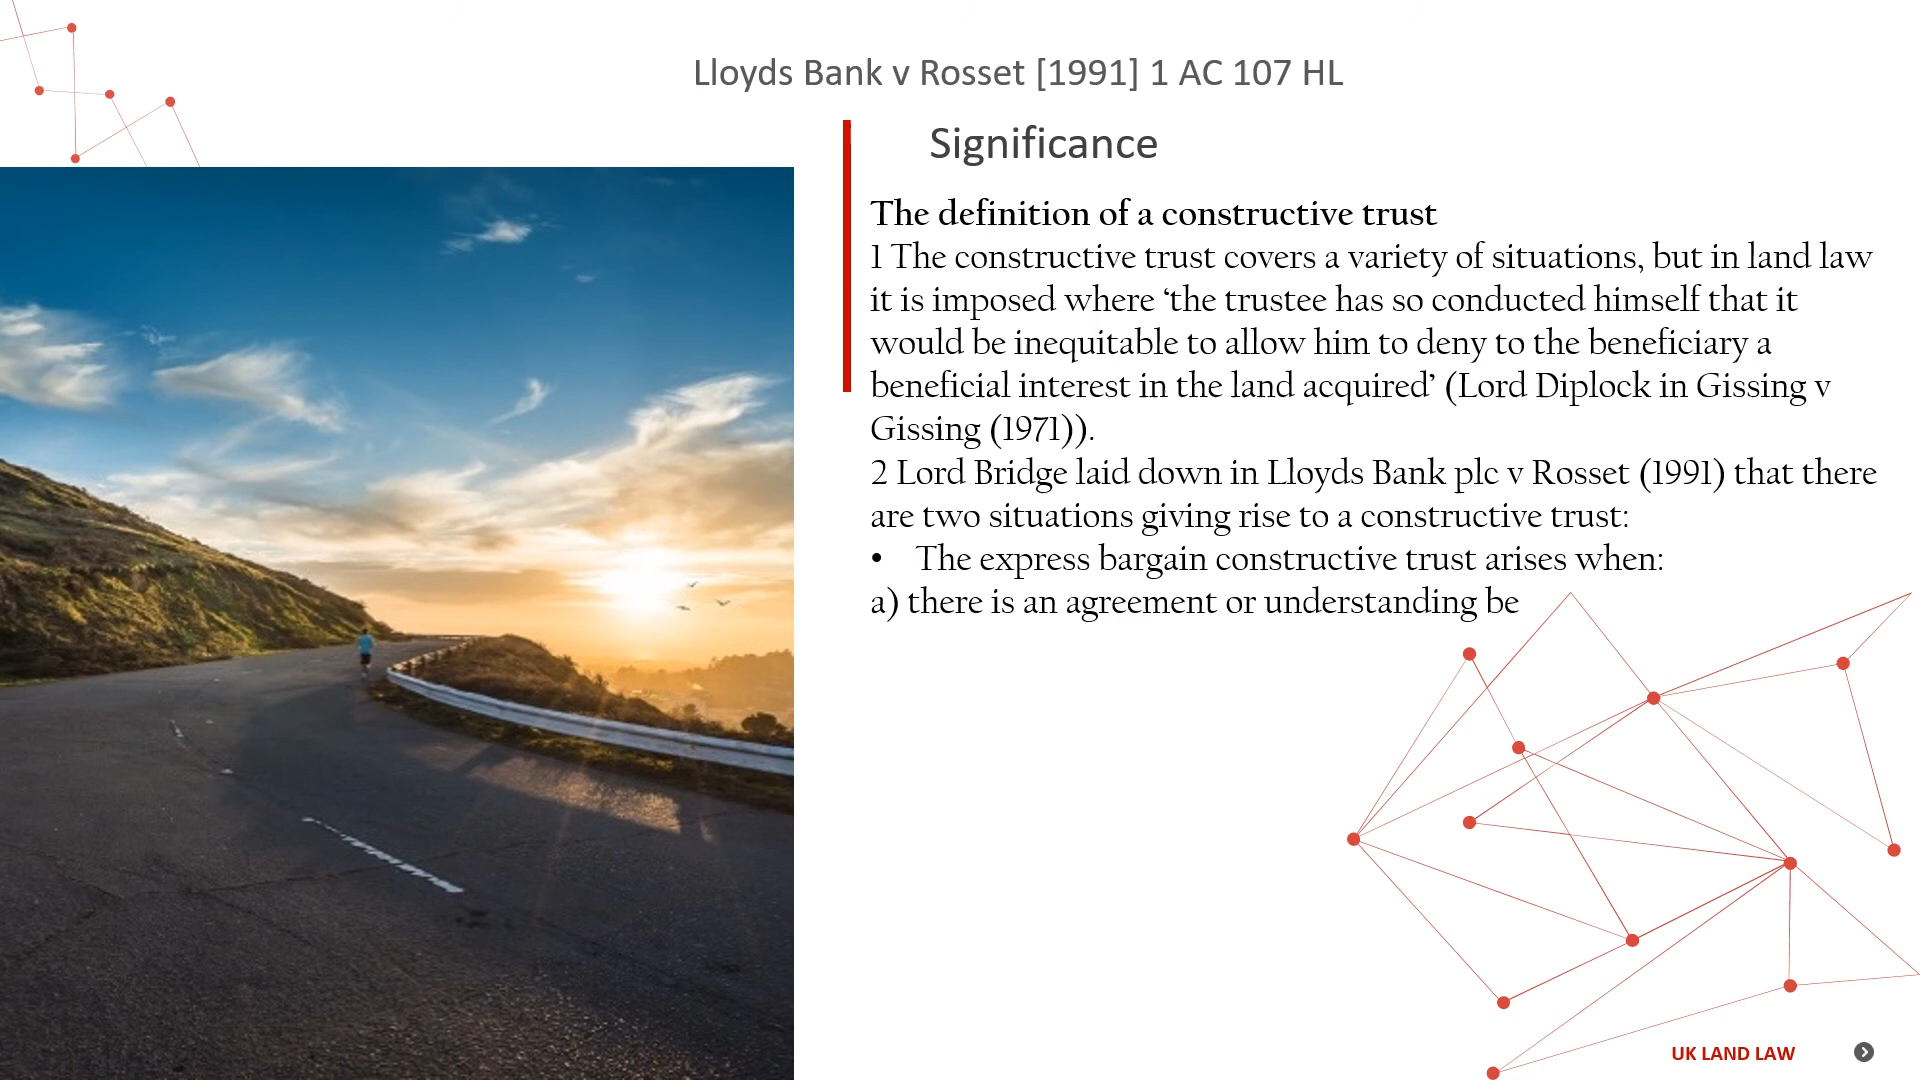 Lloyds Bank v Rosset [1991] 1 AC 107 HL
Significance
The definition of a constructive trust
1 The constructive trust covers a variety of situations, but in land law
it is imposed where ‘the trustee has so conducted himself that it
would be inequitable to allow him to deny to the beneficiary a
beneficial interest in the land acquired’ (Lord Diplock in Gissing v
Gissing (1971)).
2 Lord Bridge laid down in Lloyds Bank plc v Rosset (1991) that there
are two situations giving rise to a constructive trust:
• The express bargain constructive trust arises when:
a) there is an agreement or understanding be
UK LAND LAW